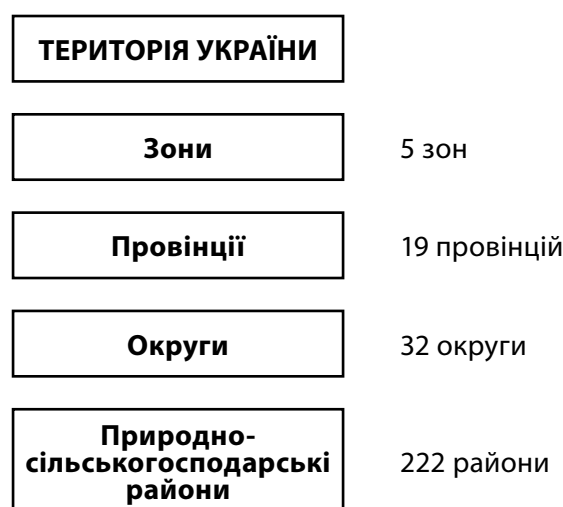 ТЕРИТОРІЯ УКРАЇНИ
Зони
5 зон
Провінції
19 провінцій
Округи
32 округи
Природно-
сільськогосподарські
райони
222 райони